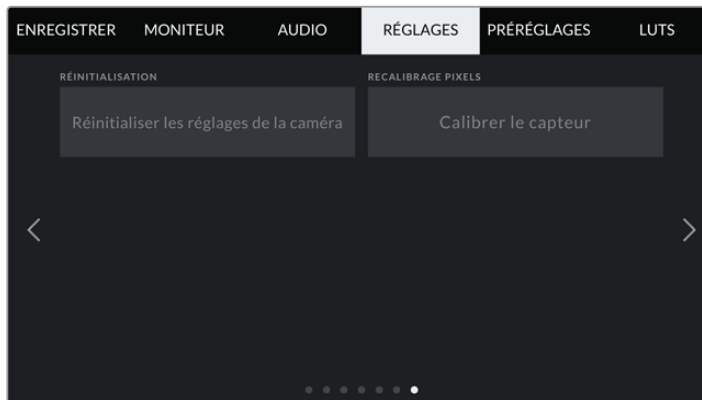 ENREGISTRER MONITEUR AUDIO RÉGLAGES PRÉRÉGLAGES LUTS
RÉINITIALISATION RECALIBRAGE PIXELS
Réinitialiser les réglages de la caméra Calibrer le capteur